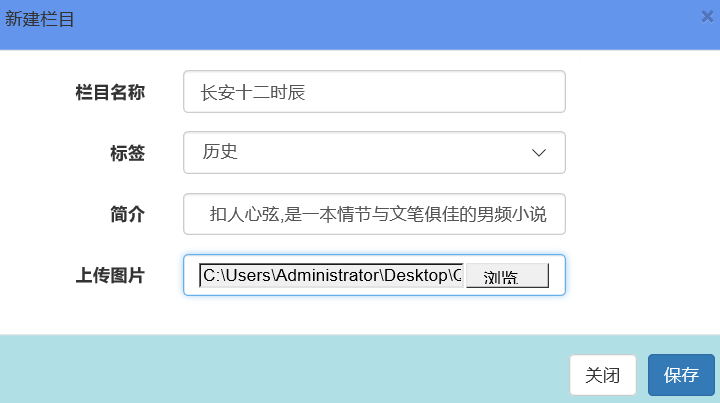 新建栏目 ×
栏目名称 长安十二时辰
标签 历史
简介 扣人心弦,是一本情节与文笔俱佳的男频小说
上传图片 C:\Users\Administrator\Desktop\ 浏览
关闭 保存